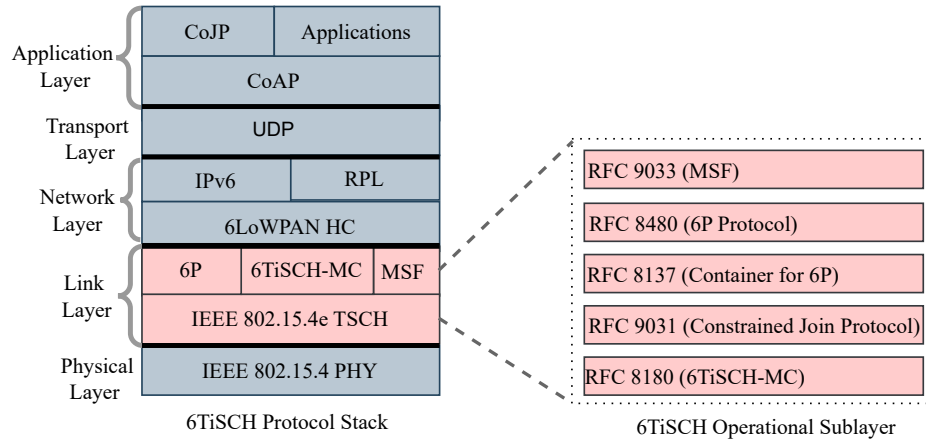 Application
Layer
CoJP
Applications
CoAP
Transport
Layer
UDP
Network
Layer
IPv6
RPL
6LoWPAN HC
Link
Layer
6P
6TiSCH-MC
MSF
IEEE 802.15.4e TSCH
Physical
Layer
IEEE 802.15.4 PHY
6TiSCH Protocol Stack
RFC 9033 (MSF)
RFC 8480 (6P Protocol)
RFC 8137 (Container for 6P)
RFC 9031 (Constrained Join Protocol)
RFC 8180 (6TiSCH-MC)
6TiSCH Operational Sublayer